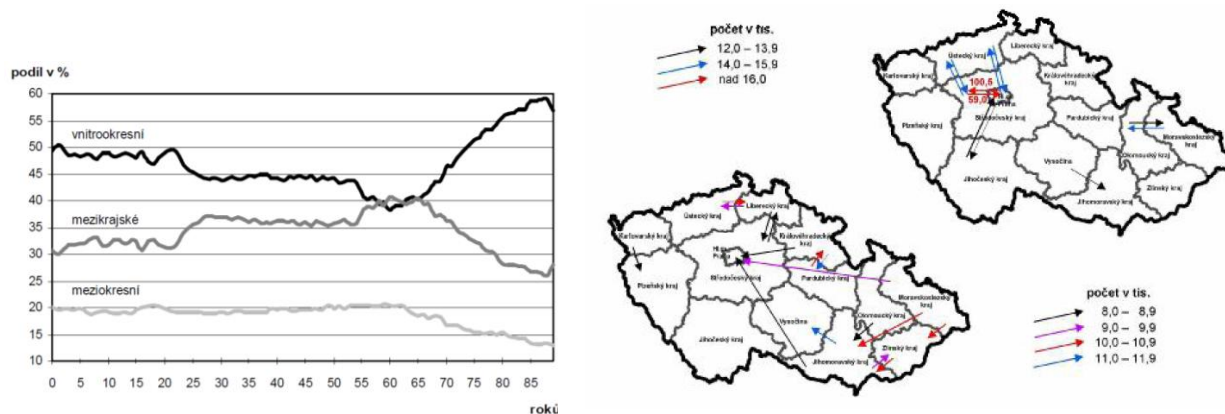 podíl v %
60
55
50
45
40
35
30
25
20
15
10
vnitrookresní
mezikrajské
meziokresní
0 5 10 15 20 25 30 35 40 45 50 55 60 65 70 75 80 85
roků
počet v tis.
12,0 – 13,9
14,0 – 15,9
nad 16,0
Ústecký kraj
Liberecký kraj
Karlovarský kraj
100,5
Královéhradecký kraj
59,0
Praha
Plzeňský kraj
Středočeský kraj
Pardubický kraj
Moravskoslezský kraj
Olomoucký kraj
Vysočina
Zlínský kraj
Jihočeský kraj
Jihomoravský kraj
Ústecký kraj
Liberecký kraj
Karlovarský kraj
Královéhradecký kraj
Hl. m. Praha
Plzeňský kraj
Středočeský kraj
Pardubický kraj
Moravskoslezský kraj
Olomoucký kraj
Vysočina
Zlínský kraj
Jihočeský kraj
Jihomoravský kraj
počet v tis.
8,0 – 8,9
9,0 – 9,9
10,0 – 10,9
11,0 – 11,9